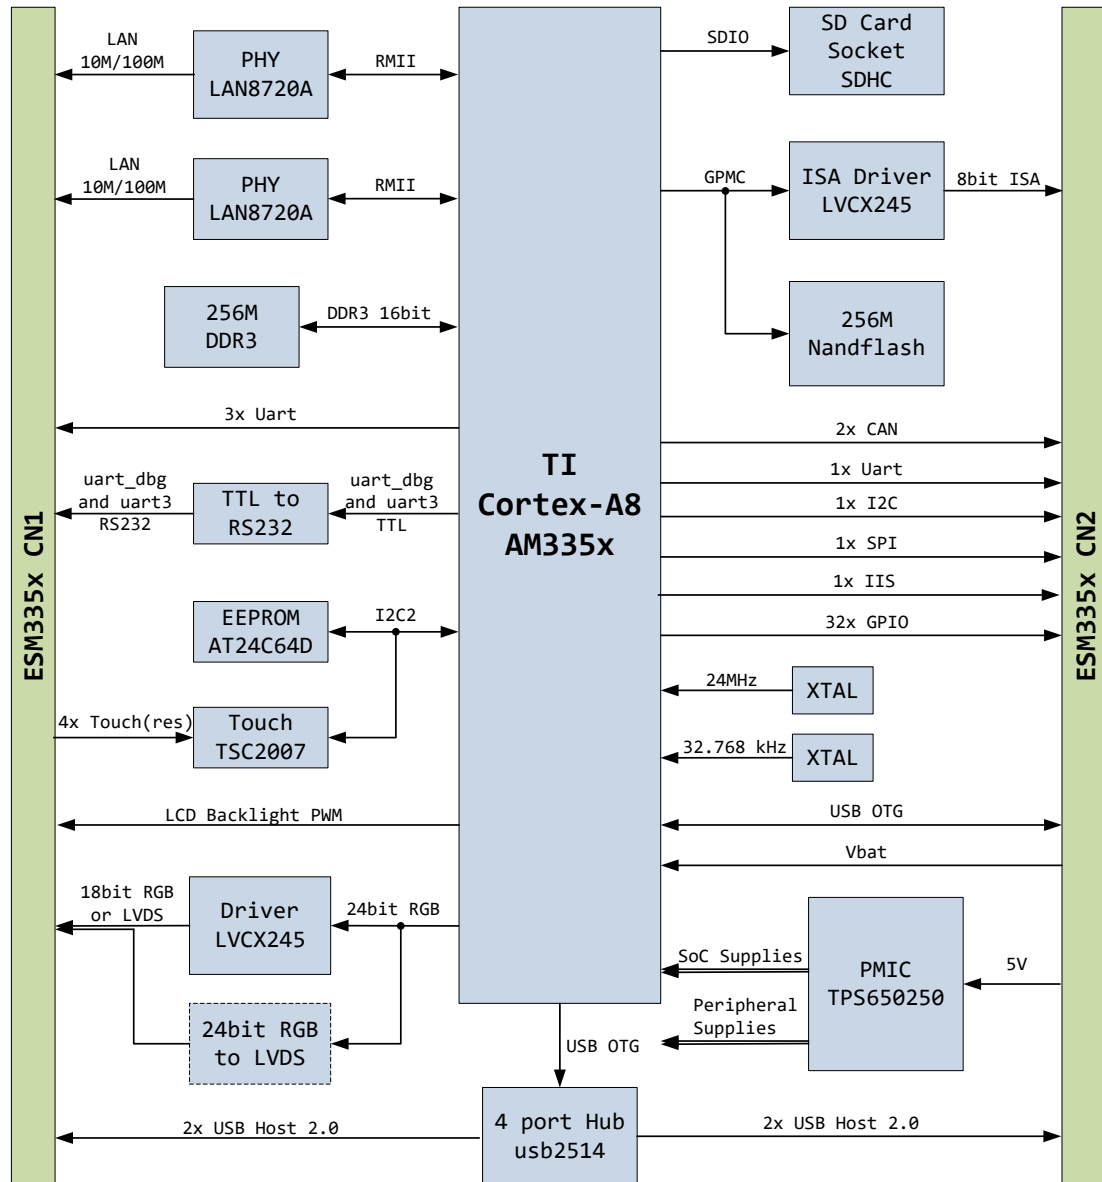 ESM335x CN1
LAN
10M/100M
PHY
LAN8720A
RMII
LAN
10M/100M
PHY
LAN8720A
RMII
256M
DDR3
DDR3 16bit
3x Uart
uart_dbg
and uart3
RS232
TTL to
RS232
uart_dbg
and uart3
TTL
EEPROM
AT24C64D
I2C2
4x Touch(res)
Touch
TSC2007
LCD Backlight PWM
18bit RGB
or LVDS
Driver
LVCX245
24bit RGB
24bit RGB
to LVDS
2x USB Host 2.0
TI
Cortex-A8
AM335x
USB OTG
4 port Hub
usb2514
SDIO
SD Card
Socket
SDHC
GPMC
ISA Driver
LVCX245
8bit ISA
256M
Nandflash
2x CAN
1x Uart
1x I2C
1x SPI
1x IIS
32x GPIO
24MHz
XTAL
32.768 kHz
XTAL
USB OTG
Vbat
SoC Supplies
Peripheral
Supplies
PMIC
TPS650250
5V
2x USB Host 2.0
ESM335x CN2